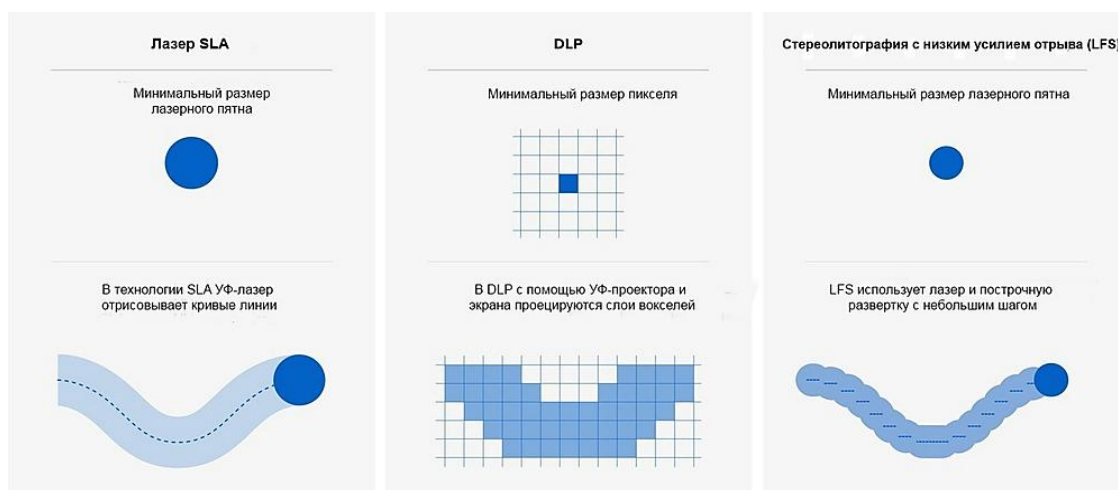 Лазер SLA
Минимальный размер
лазерного пятна
В технологии SLA УФ-лазер
отрисовывает кривые линии
DLP
Минимальный размер пикселя
В DLP с помощью УФ-проектора и
экрана проецируются слои вокселей
Стереолитография с низким усилием отрыва (LFS)
Минимальный размер лазерного пятна
LFS использует лазер и построчную
развертку с небольшим шагом